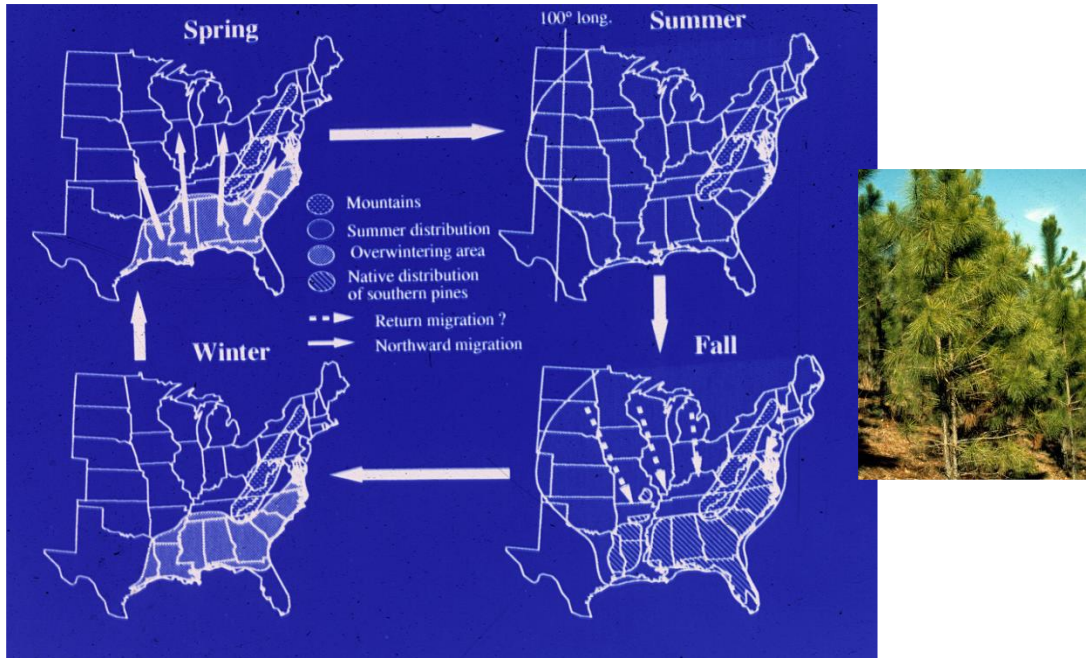 Spring
100° long.
Summer
Mountains
Summer distribution
Overwintering area
Native distribution
of southern pines
Return migration ?
Northward migration
Winter
Fall